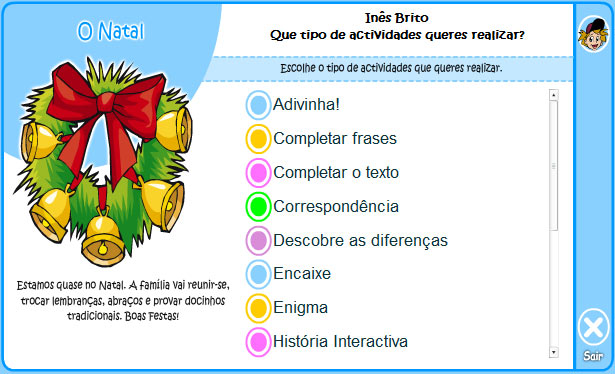 O Natal
Estamos quase no Natal. A família vai reunir-se,
trocar lembranças, abraços e provar docinhos
tradicionais. Boas Festas!
Inês Brito
Que tipo de actividades queres realizar?
Escolhe o tipo de actividades que queres realizar.
Adivinha!
Completar frases
Completar o texto
Correspondência
Descobre as diferenças
Encaixe
Enigma
História Interactiva
Sair